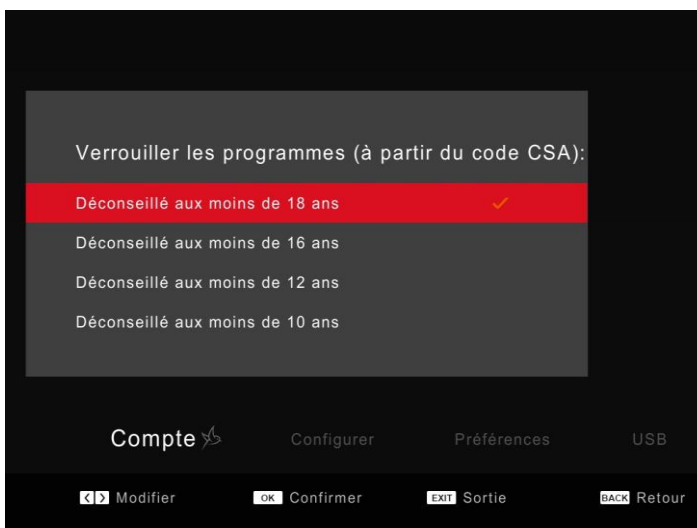 Verrouiller les programmes (à partir du code CSA):
Déconseillé aux moins de 18 ans
Déconseillé aux moins de 16 ans
Déconseillé aux moins de 12 ans
Déconseillé aux moins de 10 ans
Compte Configurer Préférences USB
Modifier OK Confirmer EXIT Sortie BACK Retour